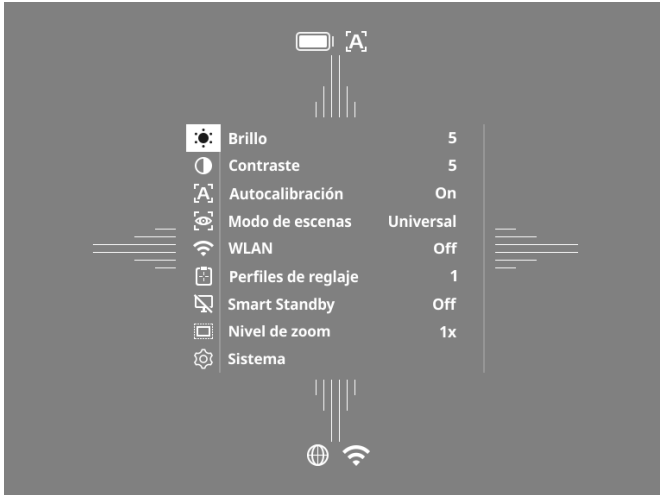 [A]
Brillo 5
Contraste 5
[A] Autocalibración On
Modo de escenas Universal
WLAN Off
Perfiles de reglaje 1
Smart Standby Off
Nivel de zoom 1x
Sistema